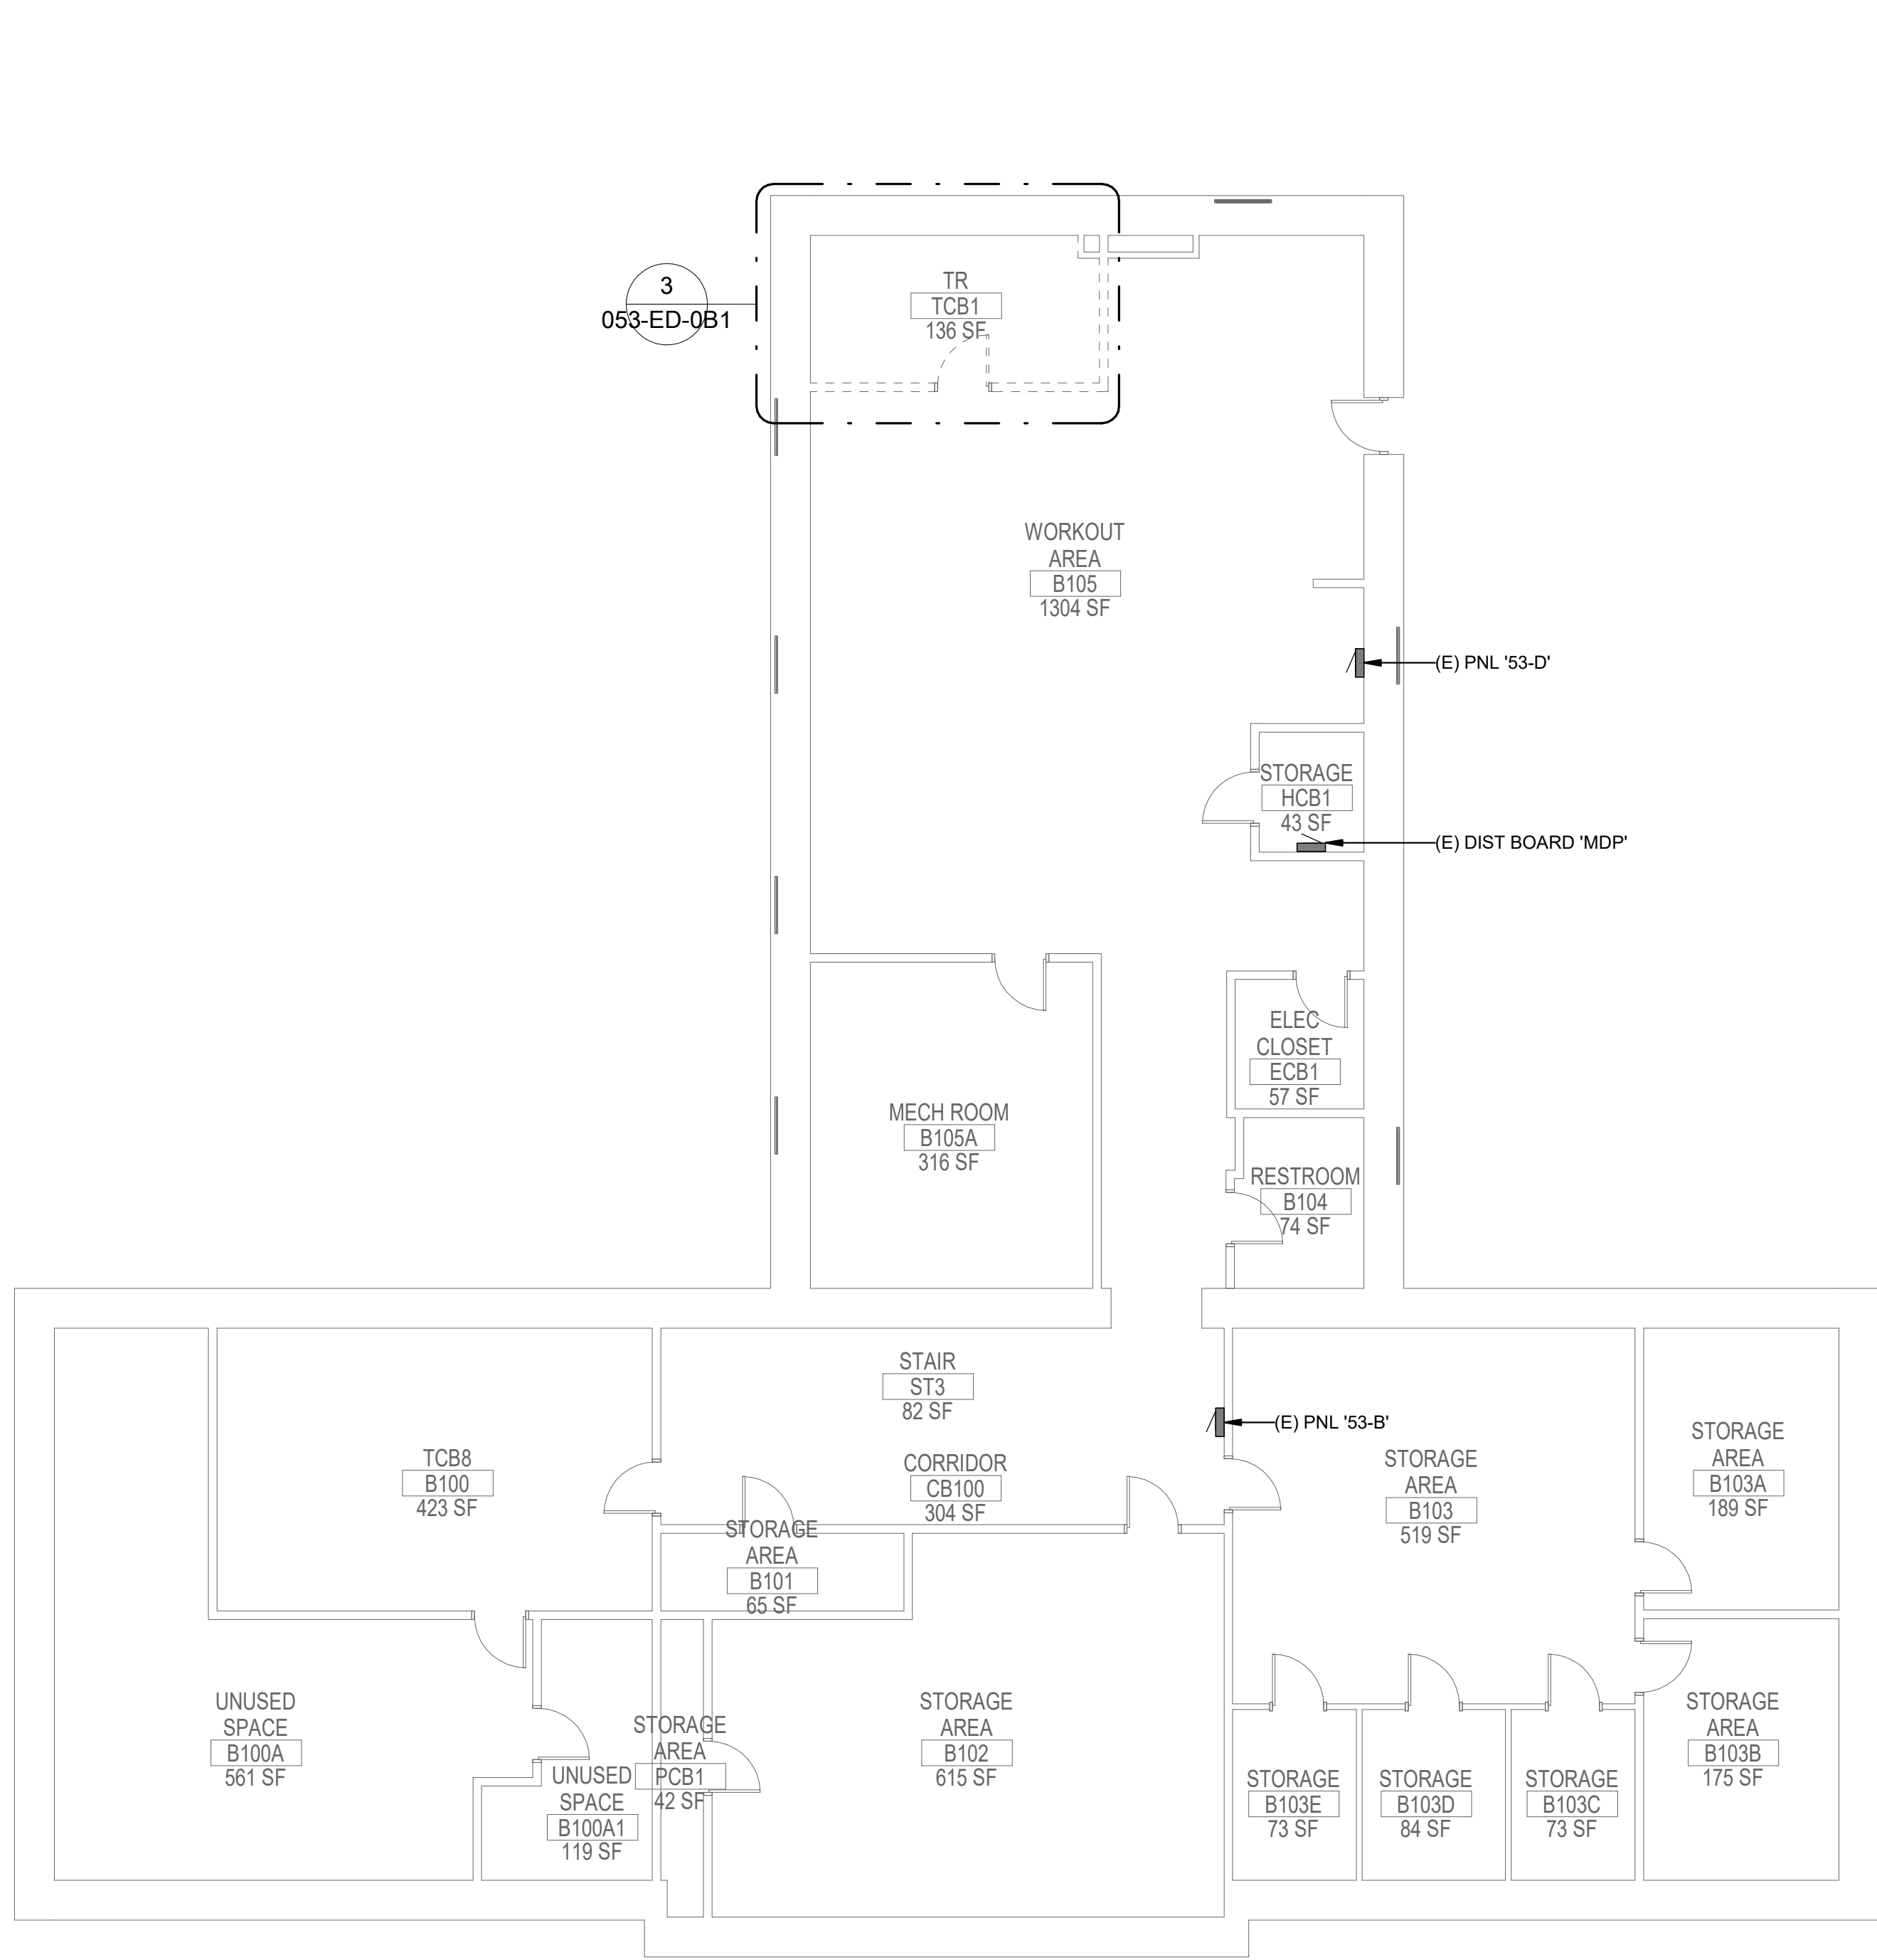 3
053-ED-0B1
TR
TCB1
136 SF
WORKOUT
AREA
B105
1304 SF
(E) PNL '53-D'
STORAGE
HCB1
43 SF
(E) DIST BOARD 'MDP'
ELEC
CLOSET
ECB1
57 SF
MECH ROOM
B105A
316 SF
RESTROOM
B104
74 SF
STAIR
ST3
82 SF
(E) PNL '53-B'
CORRIDOR
CB100
304 SF
TCB8
B100
423 SF
STORAGE
AREA
B103
519 SF
STORAGE
AREA
B103A
189 SF
STORAGE
AREA
B101
65 SF
UNUSED
SPACE
B100A
561 SF
UNUSED
SPACE
B100A1
119 SF
STORAGE
AREA
PCB1
42 SF
STORAGE
AREA
B102
615 SF
STORAGE
B103E
73 SF
STORAGE
B103D
84 SF
STORAGE
B103C
73 SF
STORAGE
AREA
B103B
175 SF